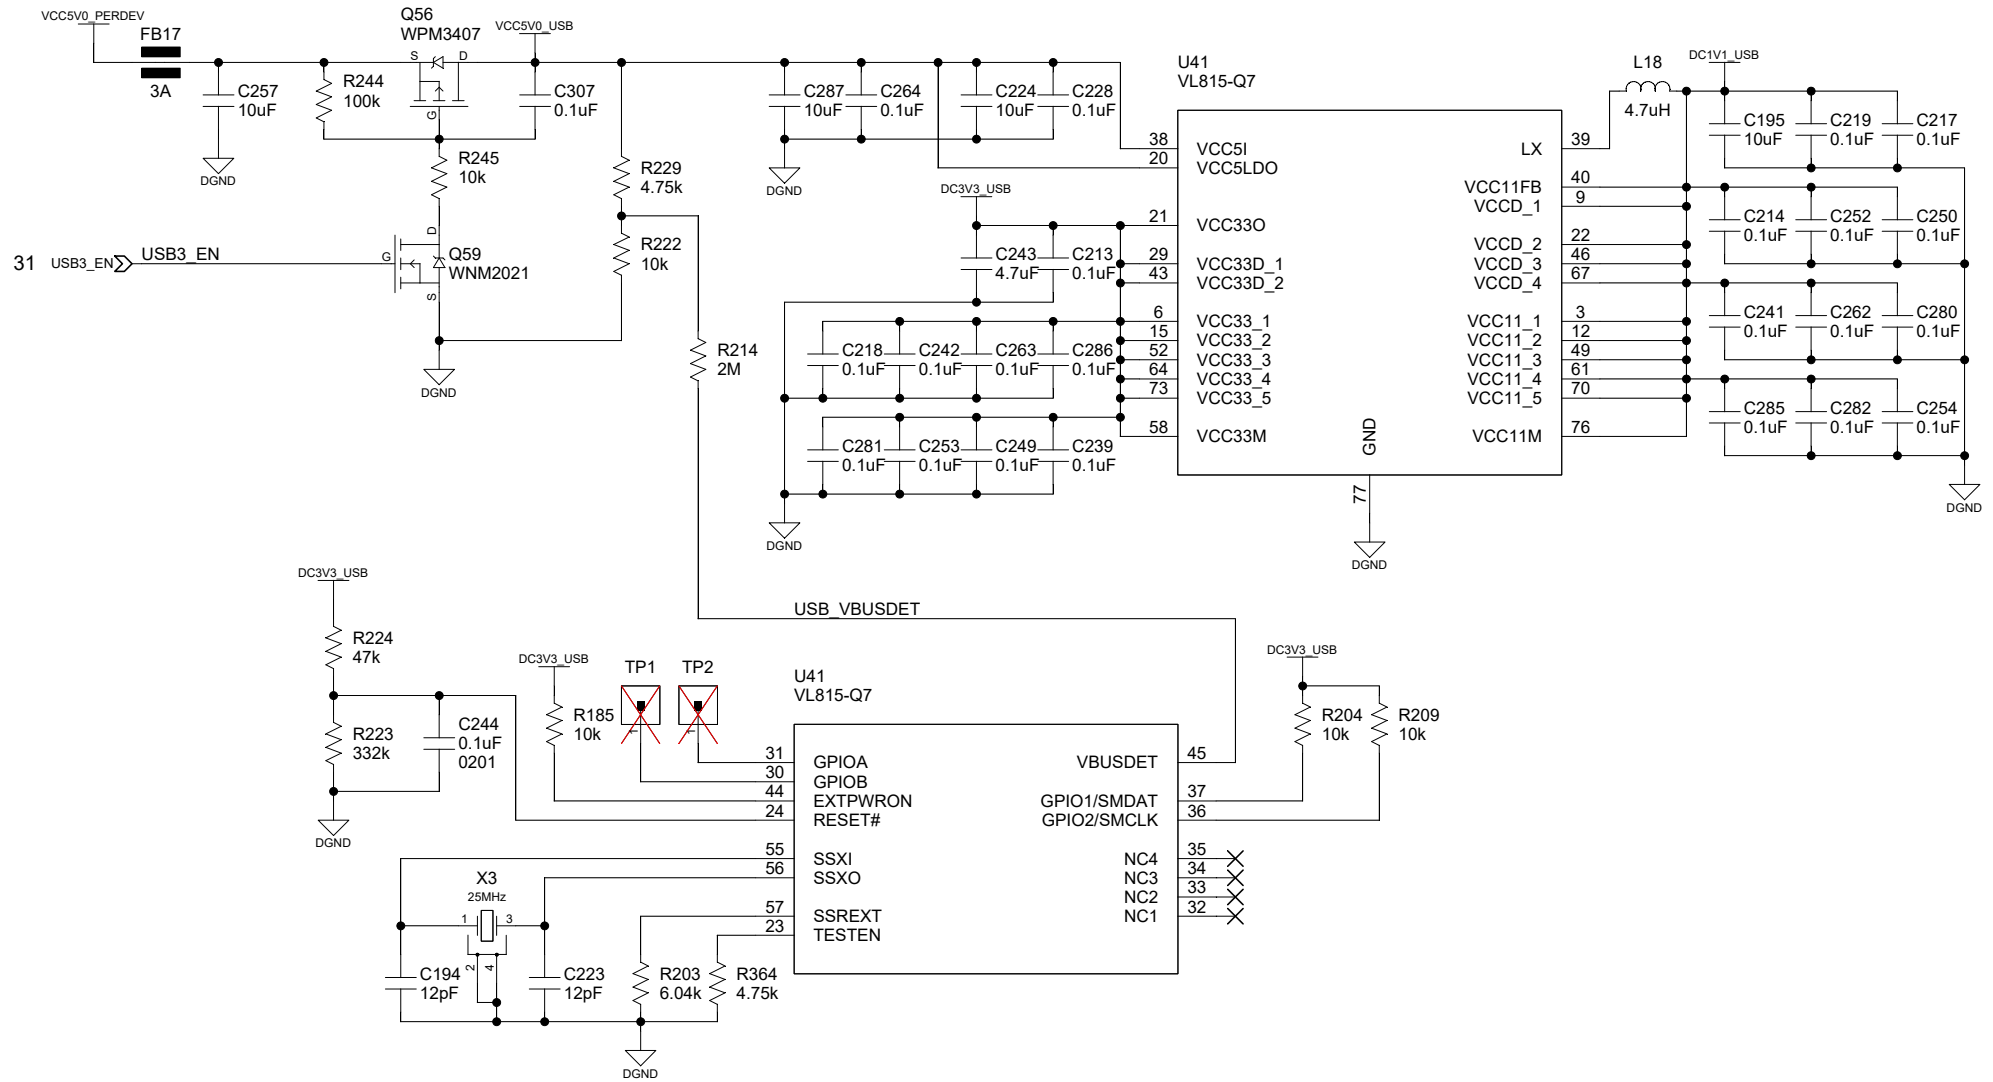 VCC5V0_PERDEV
FB17
3A
C257
10uF
DGND
R244
100k
Q56
WPM3407
S
D
G
VCC5V0_USB
C307
0.1uF
R245
10k
R229
4.75k
R222
10k
31
USB3_EN
USB3_EN
G
D
S
Q59
WNM2021
DGND
R214
2M
C287
10uF
C264
0.1uF
C224
10uF
C228
0.1uF
DGND
DC3V3_USB
C243
4.7uF
C213
0.1uF
C218
0.1uF
C242
0.1uF
C263
0.1uF
C286
0.1uF
C281
0.1uF
C253
0.1uF
C249
0.1uF
C239
0.1uF
DGND
U41
VL815-Q7
38
VCC5I
20
VCC5LDO
21
VCC33O
29
VCC33D_1
43
VCC33D_2
6
VCC33_1
15
VCC33_2
52
VCC33_3
64
VCC33_4
73
VCC33_5
58
VCC33M
LX
39
VCC11FB
40
VCCD_1
9
VCCD_2
22
VCCD_3
46
VCCD_4
67
VCC11_1
3
VCC11_2
12
VCC11_3
49
VCC11_4
61
VCC11_5
70
VCC11M
76
GND
77
DGND
L18
4.7uH
DC1V1_USB
C195
10uF
C219
0.1uF
C217
0.1uF
C214
0.1uF
C252
0.1uF
C250
0.1uF
C241
0.1uF
C262
0.1uF
C280
0.1uF
C285
0.1uF
C282
0.1uF
C254
0.1uF
DGND
USB_VBUSDET
DC3V3_USB
R224
47k
R223
332k
C244
0.1uF
0201
DGND
DC3V3_USB
R185
10k
TP1
1
TP2
1
U41
VL815-Q7
31
GPIOA
30
GPIOB
44
EXTPWRON
24
RESET#
55
SSXI
56
SSXO
57
SSREXT
23
TESTEN
VBUSDET
45
GPIO1/SMDAT
37
GPIO2/SMCLK
36
NC4
35
NC3
34
NC2
33
NC1
32
DC3V3_USB
R204
10k
R209
10k
X3
25MHz
1
3
2
4
C194
12pF
C223
12pF
R203
6.04k
R364
4.75k
DGND